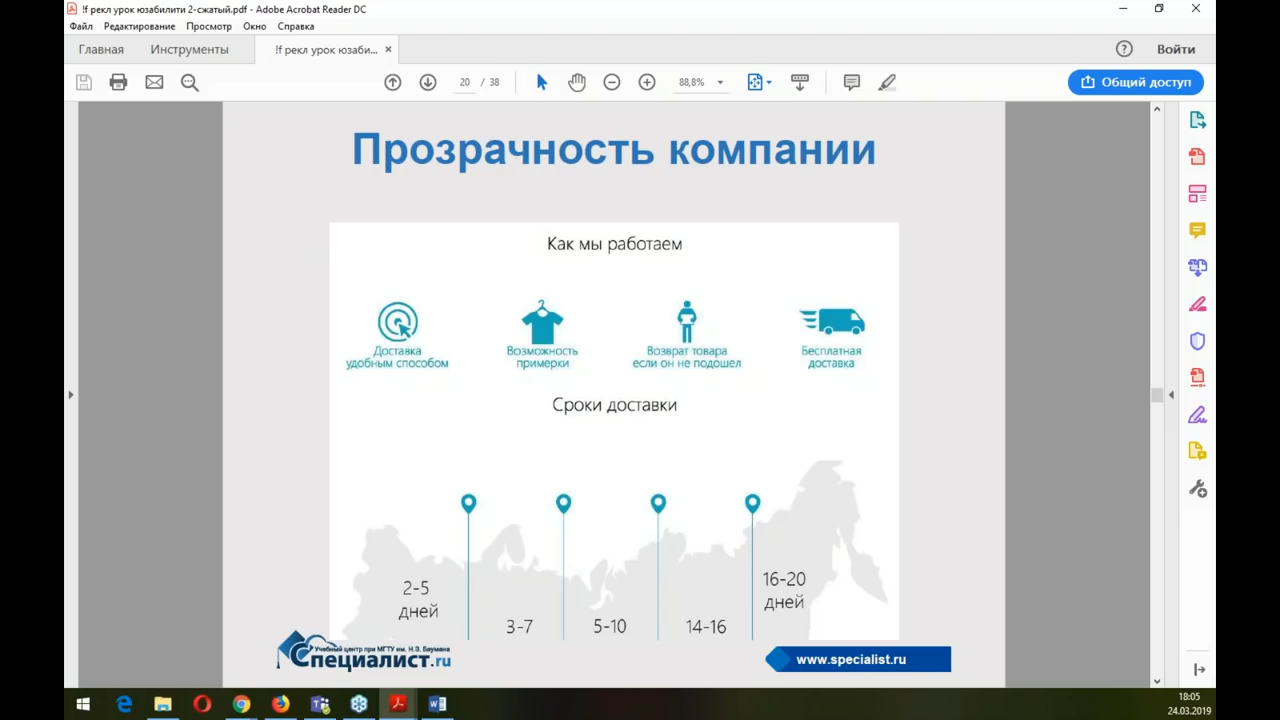 !f рекл урок юзабилити 2-сжатый.pdf - Adobe Acrobat Reader DC
Файл Редактирование Просмотр Окно Справка
Главная Инструменты !f рекл урок юзаби... × ? Войти
20 / 38 88,8% Общий доступ
Прозрачность компании
Как мы работаем
Доставка
удобным способом
Возможность
примерки
Возврат товара
если он не подошел
Бесплатная
доставка
Сроки доставки
2-5
дней
3-7
5-10
14-16
16-20
дней
Учебный центр при МГТУ им. Н.Э. Баумана
Специалист.ru
www.specialist.ru
18:05
24.03.2019